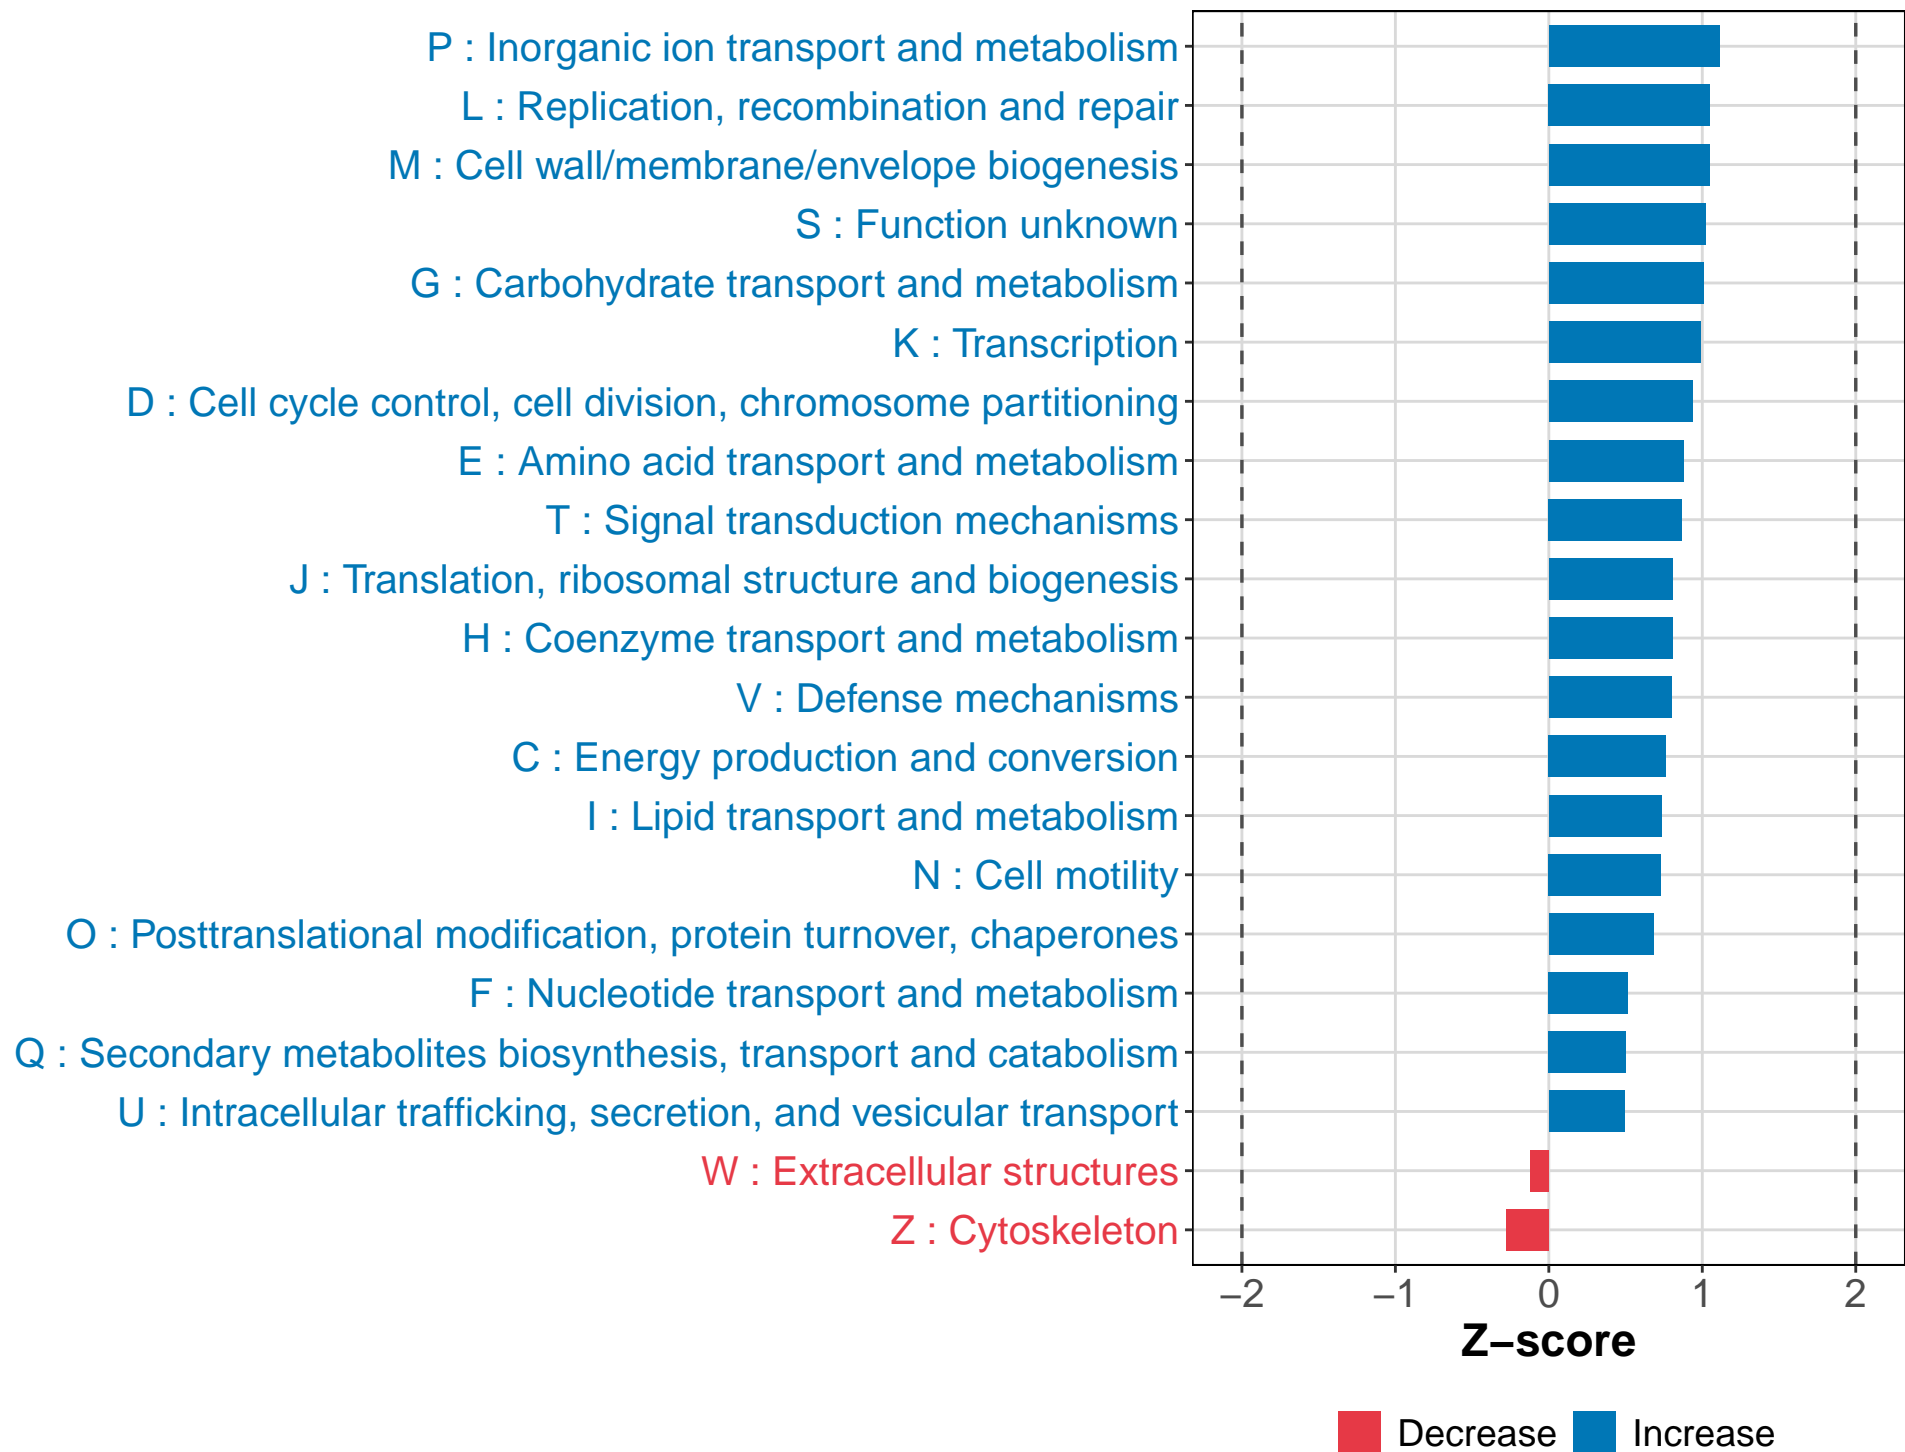 P : Inorganic ion transport and metabolism
L : Replication, recombination and repair
M : Cell wall/membrane/envelope biogenesis
S : Function unknown
G : Carbohydrate transport and metabolism
K : Transcription
D : Cell cycle control, cell division, chromosome partitioning
E : Amino acid transport and metabolism
T : Signal transduction mechanisms
J : Translation, ribosomal structure and biogenesis
H : Coenzyme transport and metabolism
V : Defense mechanisms
C : Energy production and conversion
I : Lipid transport and metabolism
N : Cell motility
O : Posttranslational modification, protein turnover, chaperones
F : Nucleotide transport and metabolism
Q : Secondary metabolites biosynthesis, transport and catabolism
U : Intracellular trafficking, secretion, and vesicular transport
W : Extracellular structures
Z : Cytoskeleton
−2 −1 0 1 2
Z−score
Decrease Increase